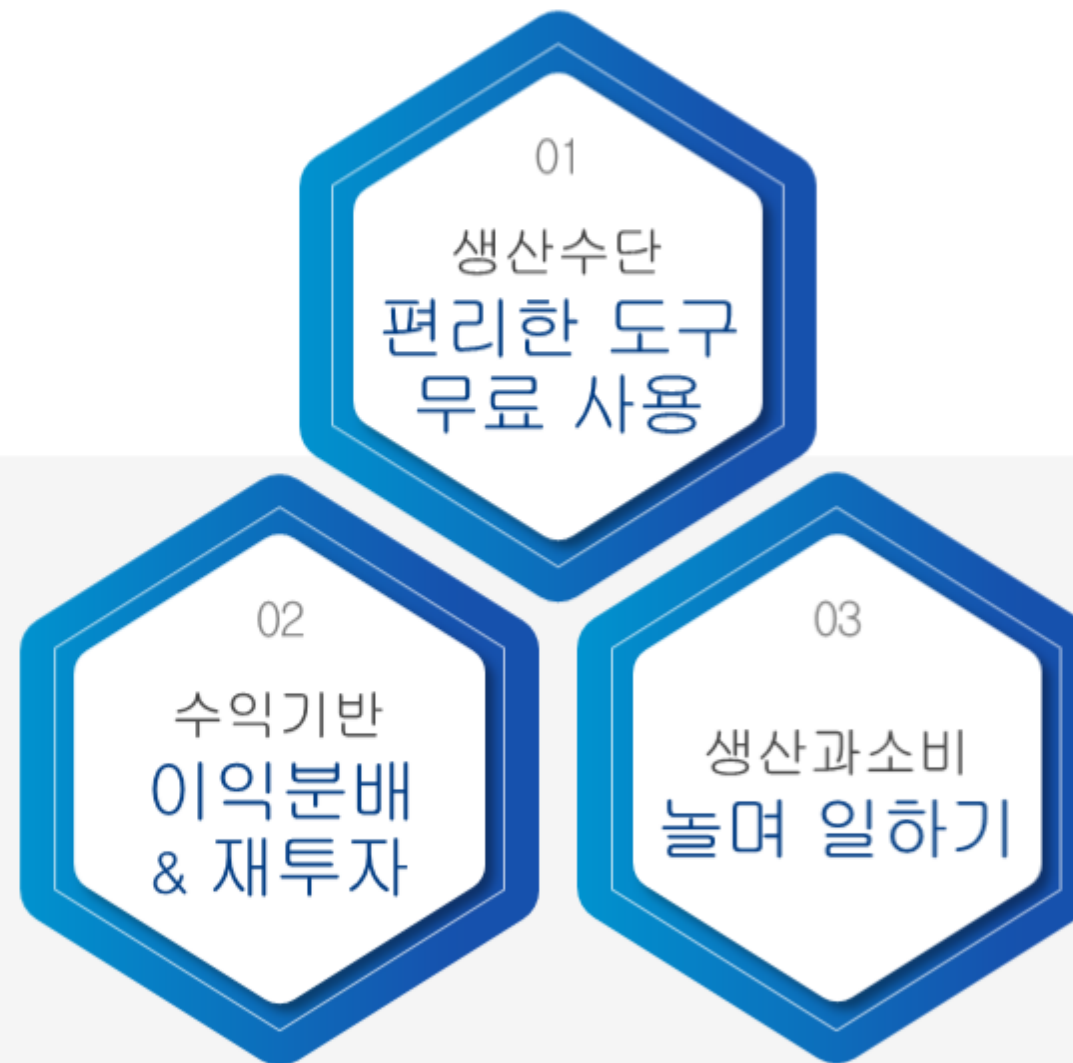 01
생산수단
편리한 도구
무료 사용
02
수익기반
이익분배
& 재투자
03
생산과소비
놀며 일하기